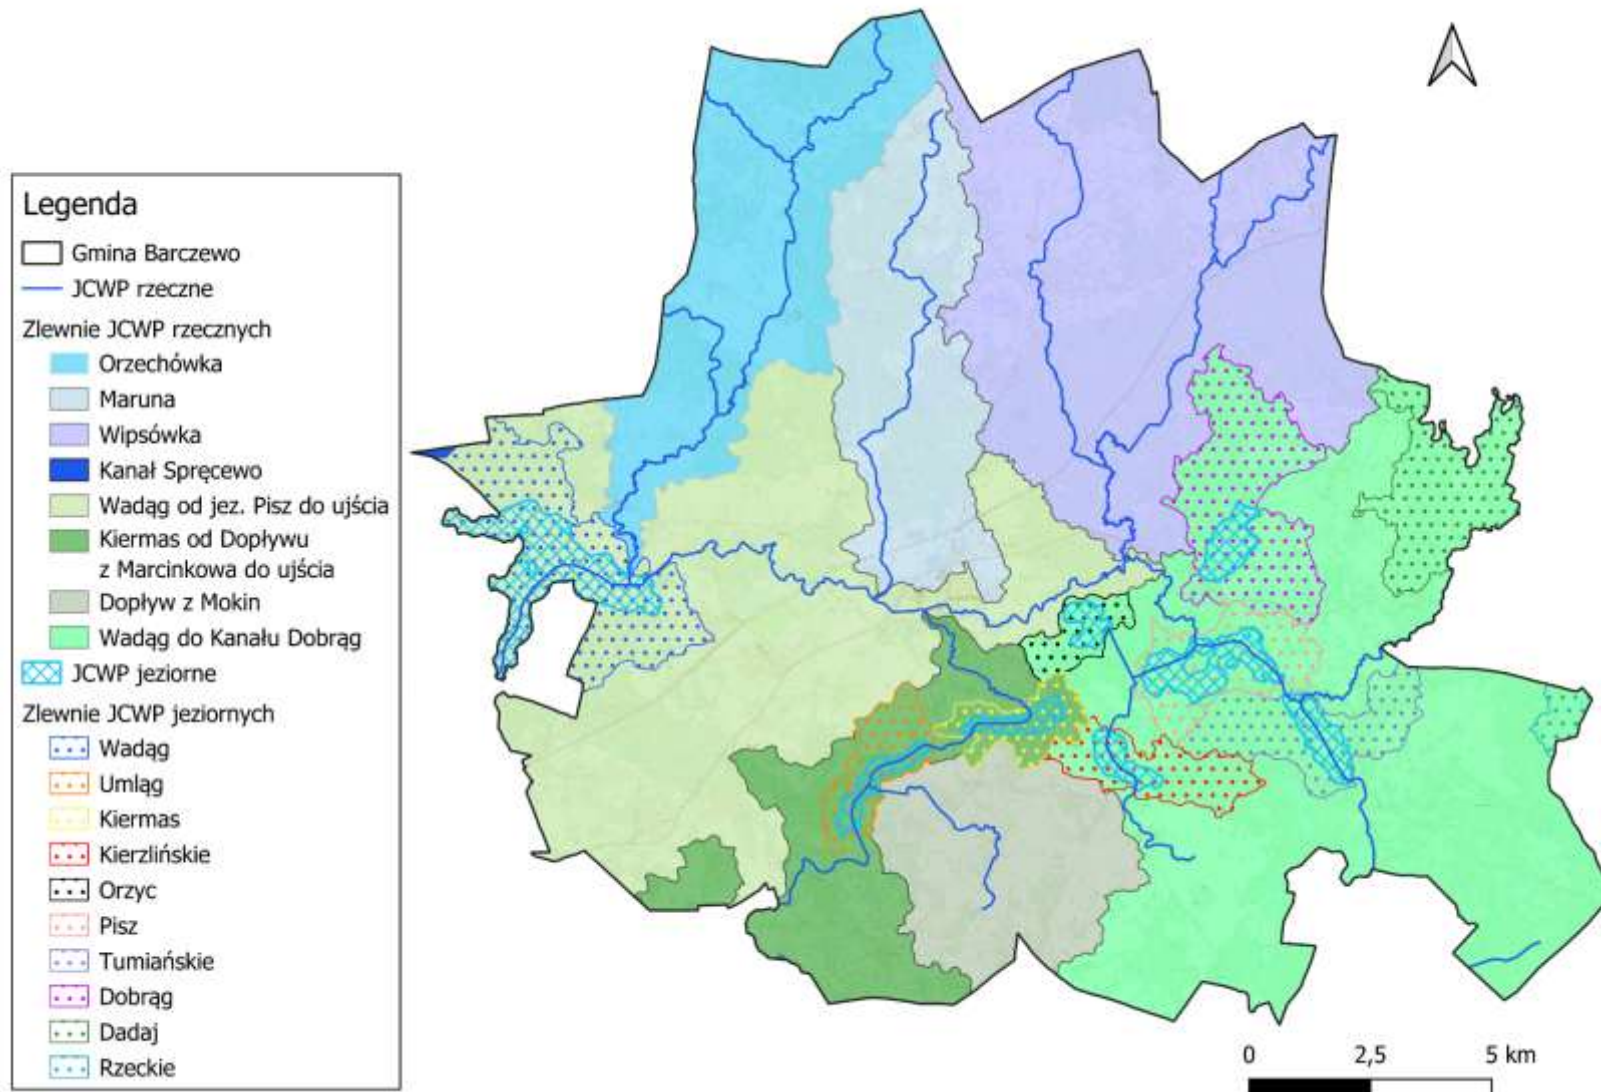 Legenda
Gmina Barczewo
JCWP rzeczne
Zlewnie JCWP rzecznych
Orzechówka
Maruna
Wipsówka
Kanał Spręcewo
Wadąg od jez. Pisz do ujścia
Kiermas od Dopływu
z Marcinkowa do ujścia
Dopływ z Mokin
Wadąg do Kanału Dobrąg
JCWP jeziorne
Zlewnie JCWP jeziornych
Wadąg
Umląg
Kiermas
Kierzlińskie
Orzyc
Pisz
Tumiańskie
Dobrąg
Dadaj
Rzeckie
0 2,5 5 km